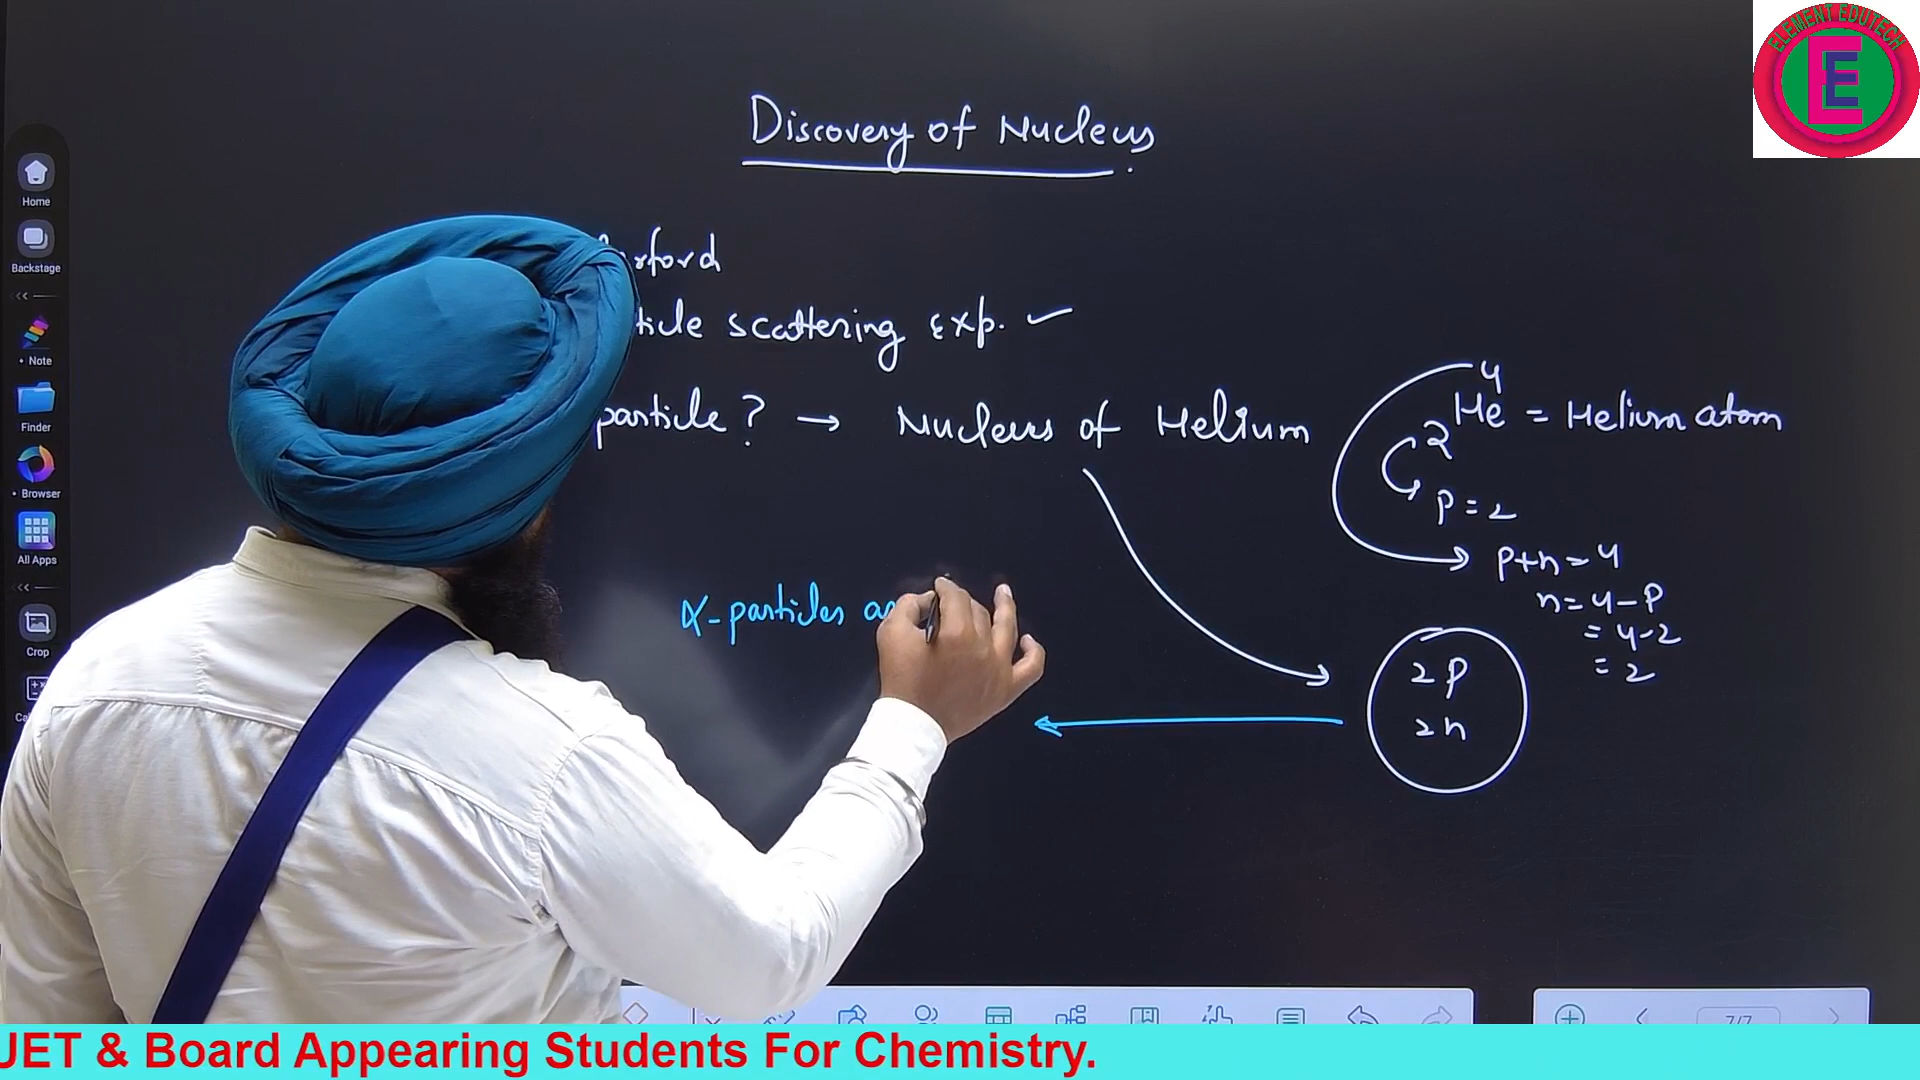 ELEMENT EDUTECH
E
Discovery of Nucleus
Home
Backstage
Note
Finder
Browser
All Apps
Crop
rford
ticle scattering Exp.
particle? → Nucleus of Helium
4
2 He = Helium atom
p = 2
p+n = 4
n = 4-p
= 4-2
= 2
α-particles
2p
2n
7/7
JET & Board Appearing Students For Chemistry.